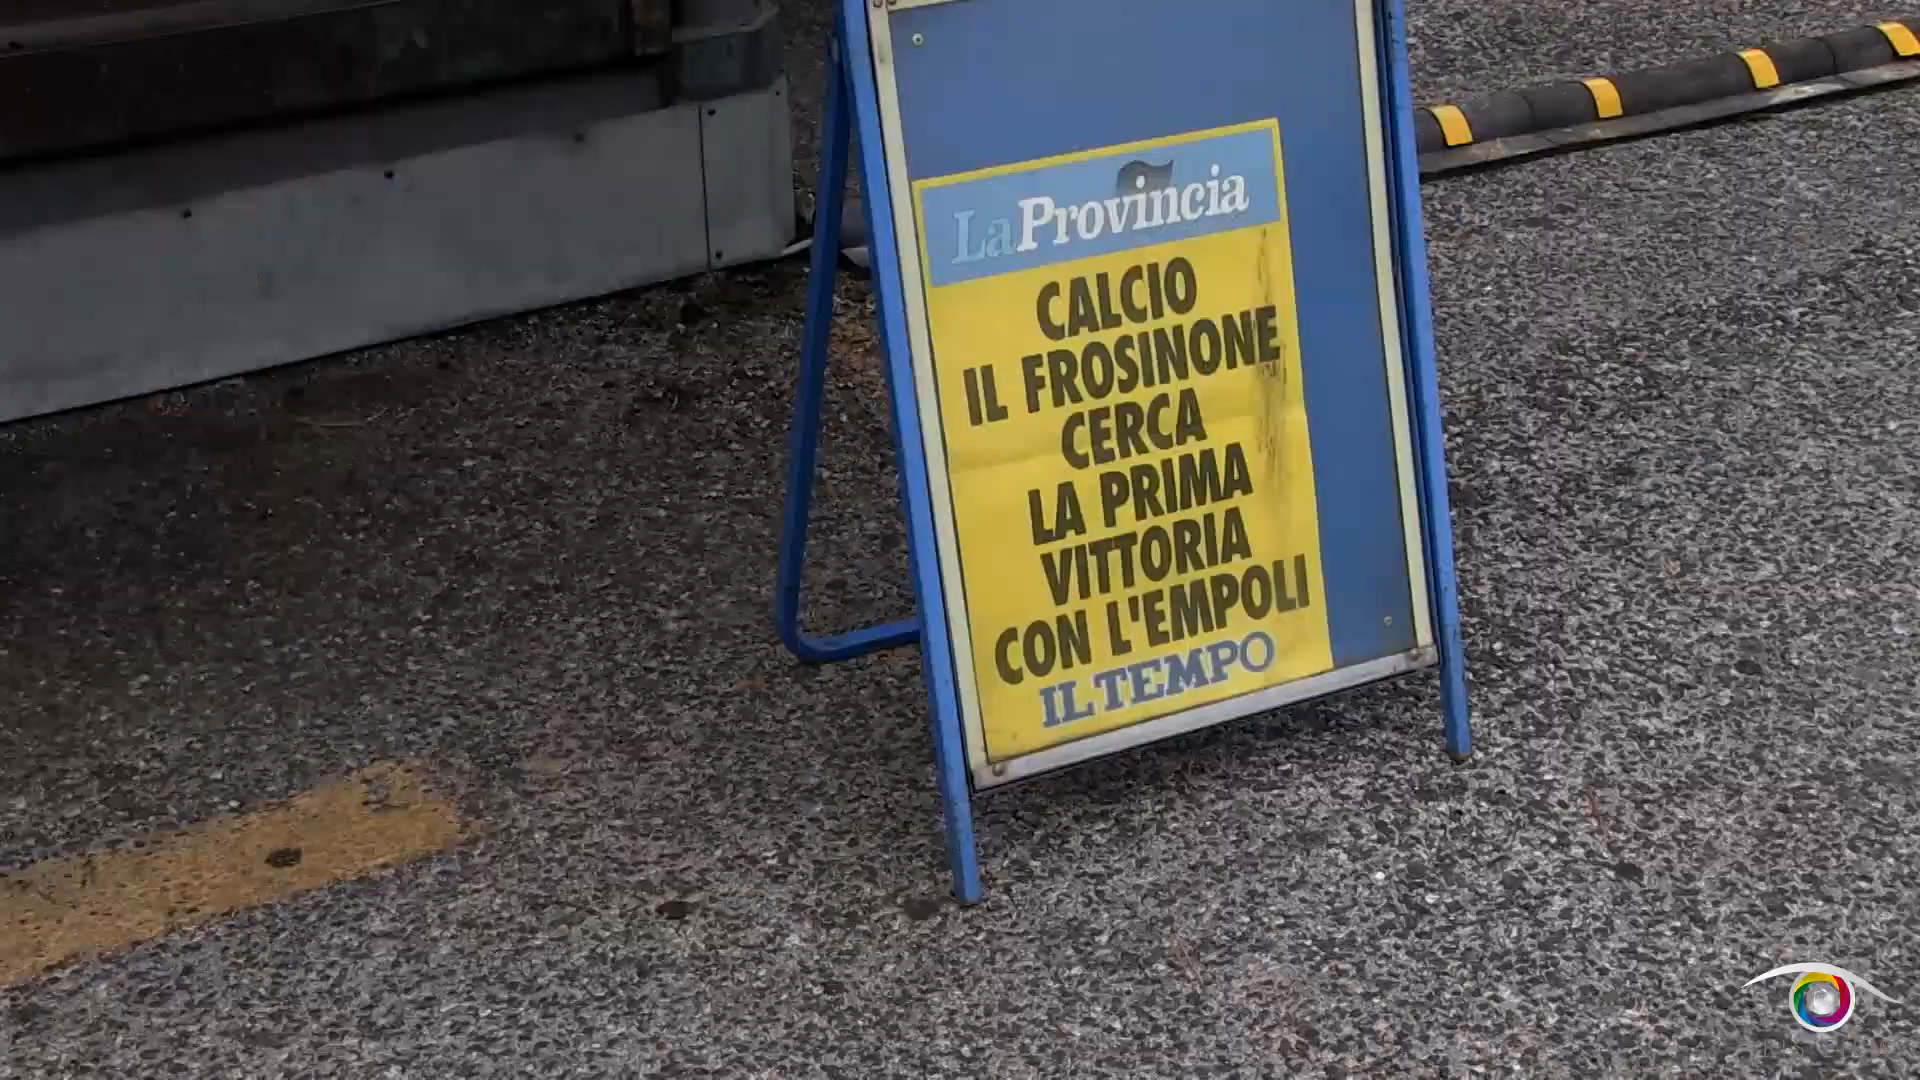 LaProvincia
CALCIO
IL FROSINONE
CERCA
LA PRIMA
VITTORIA
CON L'EMPOLI
IL TEMPO